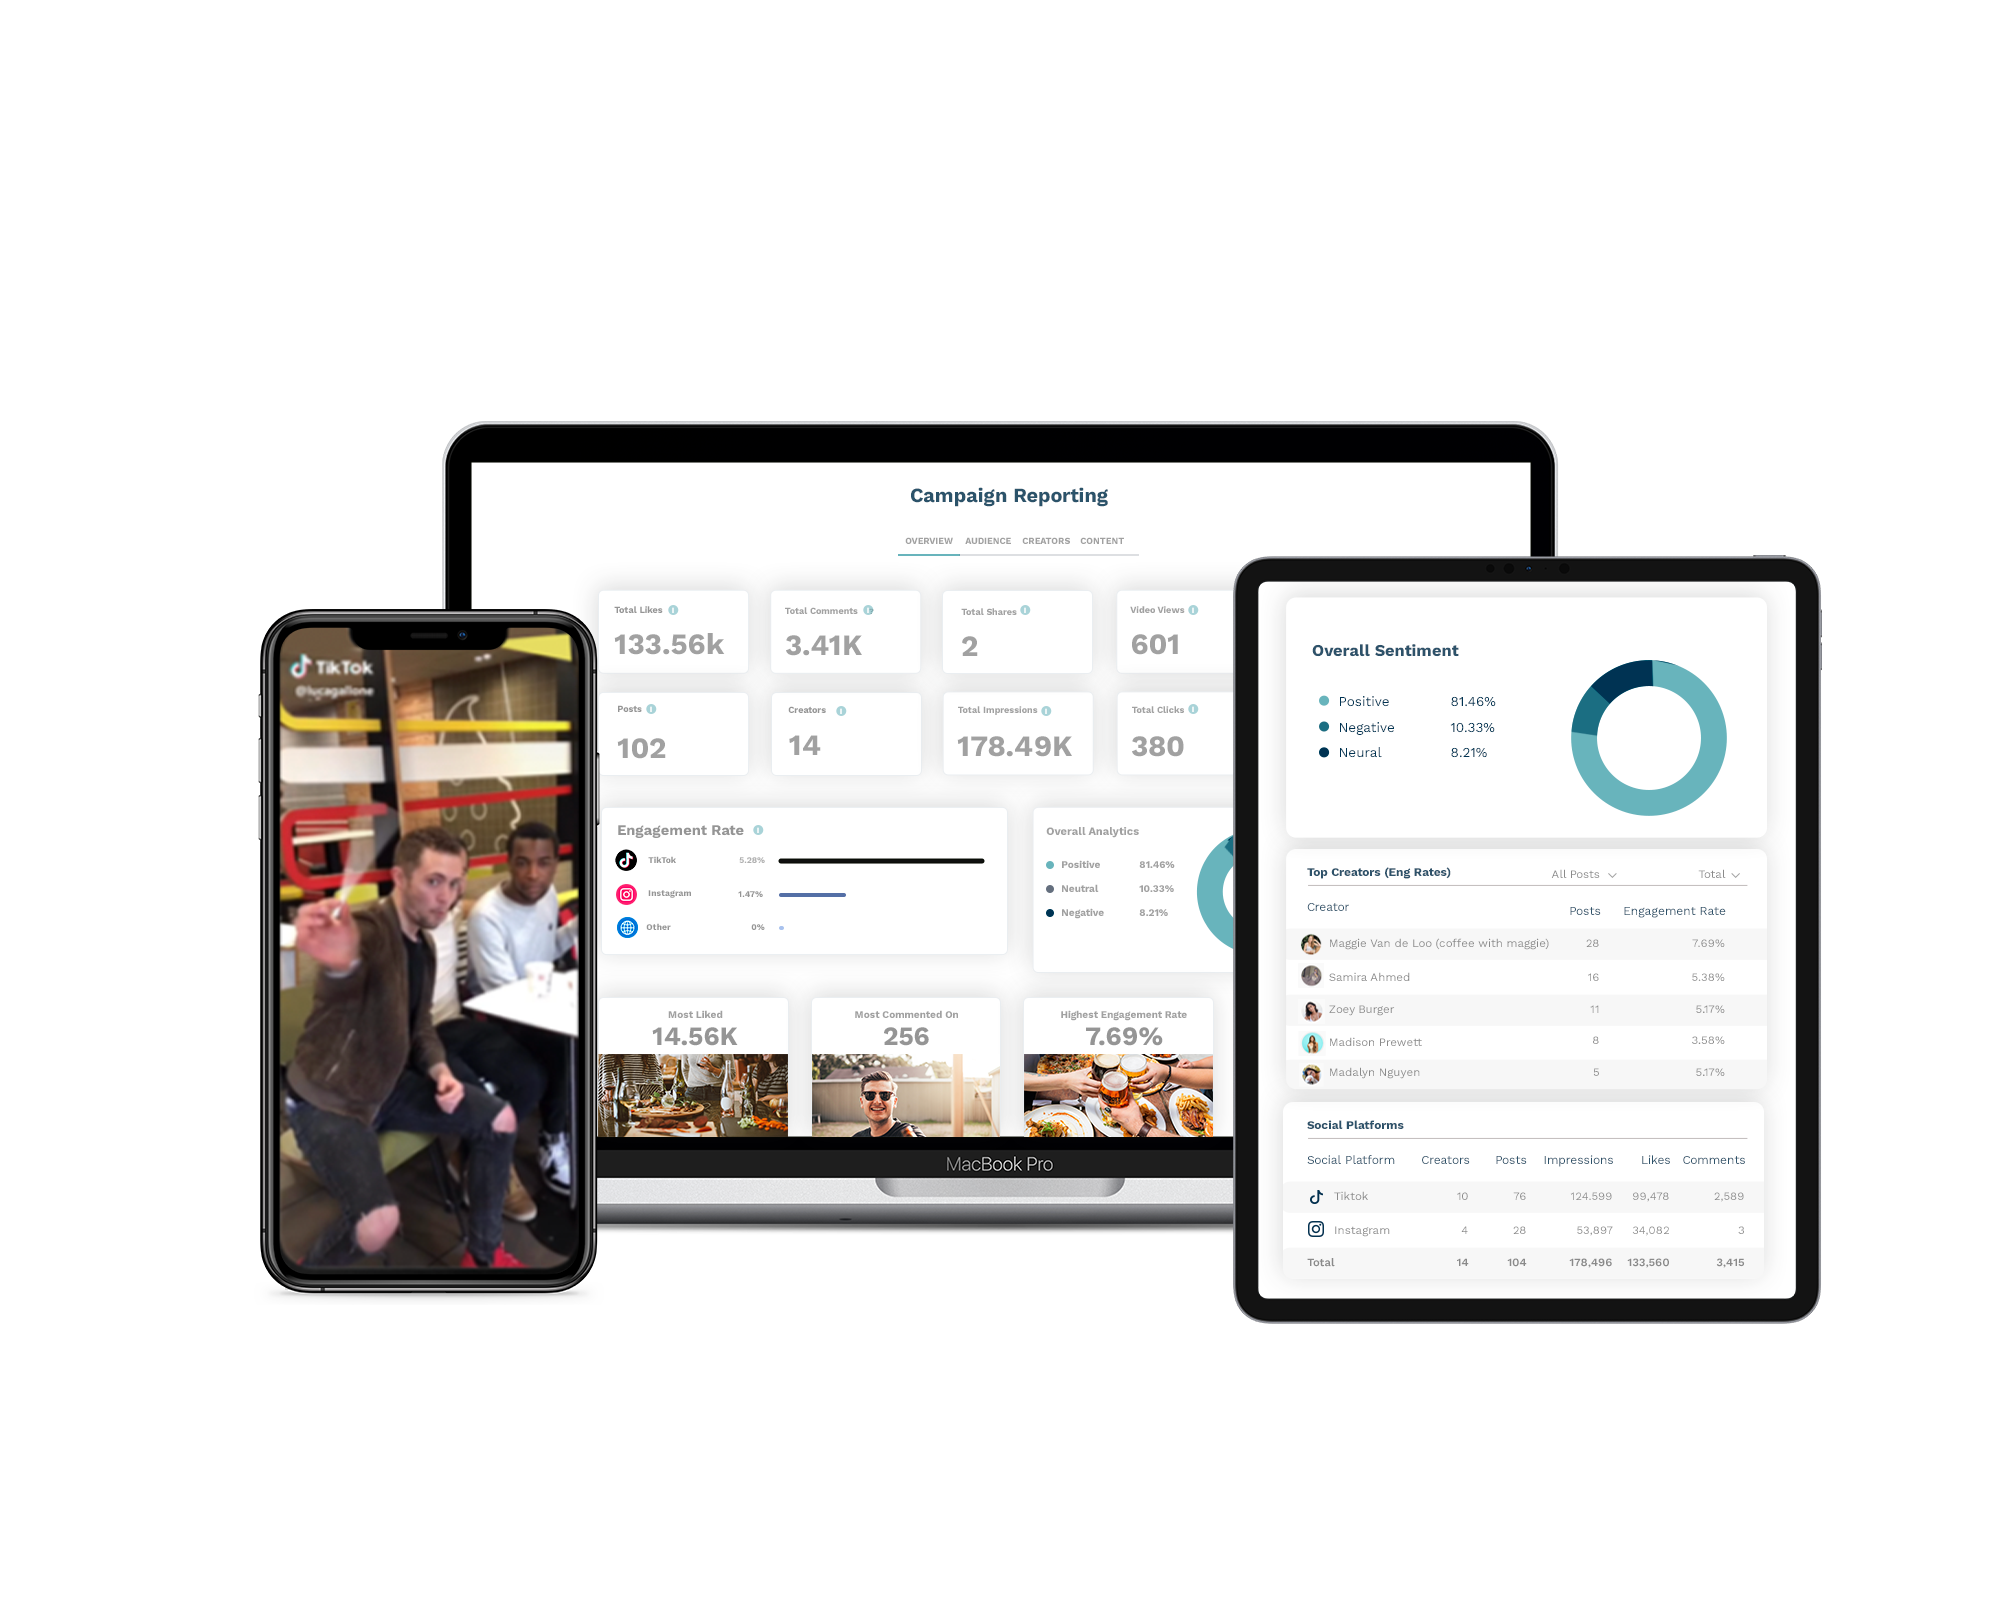 Campaign Reporting
OVERVIEW AUDIENCE CREATORS CONTENT
Total Likes
133.56k
Total Comments
3.41K
Total Shares
2
Video Views
601
Posts
102
Creators
14
Total Impressions
178.49K
Total Clicks
380
Engagement Rate
TikTok 5.28%
Instagram 1.47%
Other 0%
Overall Analytics
Positive 81.46%
Neutral 10.33%
Negative 8.21%
Most Liked
14.56K
Most Commented On
256
Highest Engagement Rate
7.69%
MacBook Pro
TikTok
@lucagallone
Overall Sentiment
Positive 81.46%
Negative 10.33%
Neural 8.21%
Top Creators (Eng Rates) All Posts Total
Creator Posts Engagement Rate
Maggie Van de Loo (coffee with maggie) 28 7.69%
Samira Ahmed 16 5.38%
Zoey Burger 11 5.17%
Madison Prewett 8 3.58%
Madalyn Nguyen 5 5.17%
Social Platforms
Social Platform Creators Posts Impressions Likes Comments
Tiktok 10 76 124.599 99,478 2,589
Instagram 4 28 53,897 34,082 3
Total 14 104 178,496 133,560 3,415